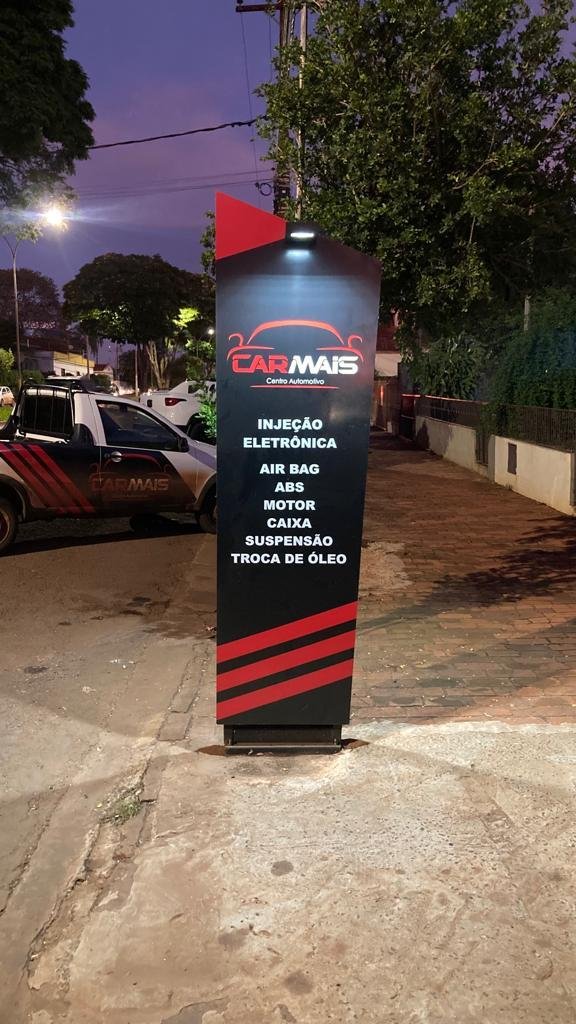 CARMAIS
Centro Automotivo
INJEÇÃO
ELETRÔNICA
AIR BAG
ABS
MOTOR
CAIXA
SUSPENSÃO
TROCA DE ÓLEO
CARMAIS